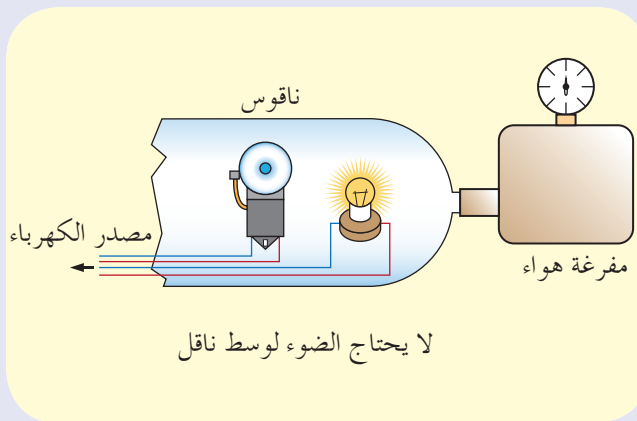 ناقوس
مصدر الكهرباء
مفرغة هواء
لا يحتاج الضوء لوسط ناقل